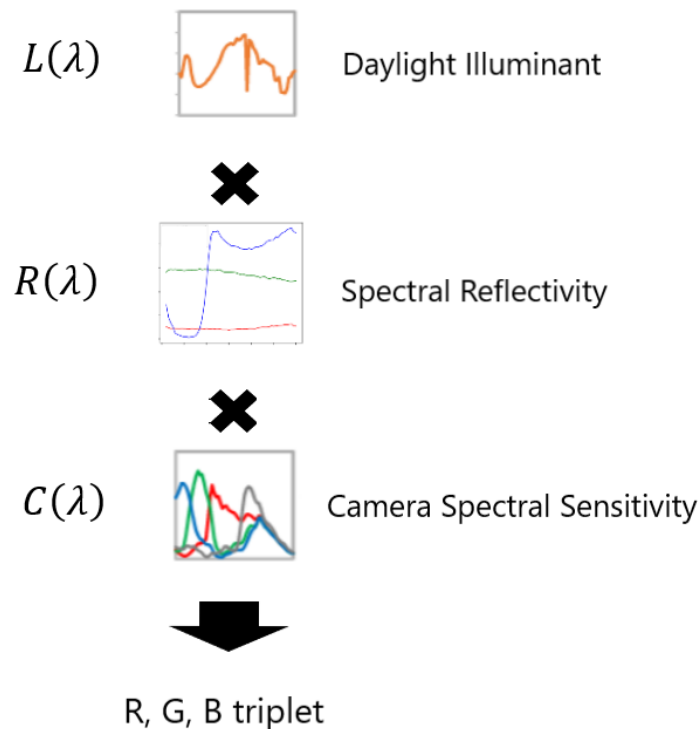 L(λ) Daylight Illuminant
R(λ) Spectral Reflectivity
C(λ) Camera Spectral Sensitivity
R, G, B triplet